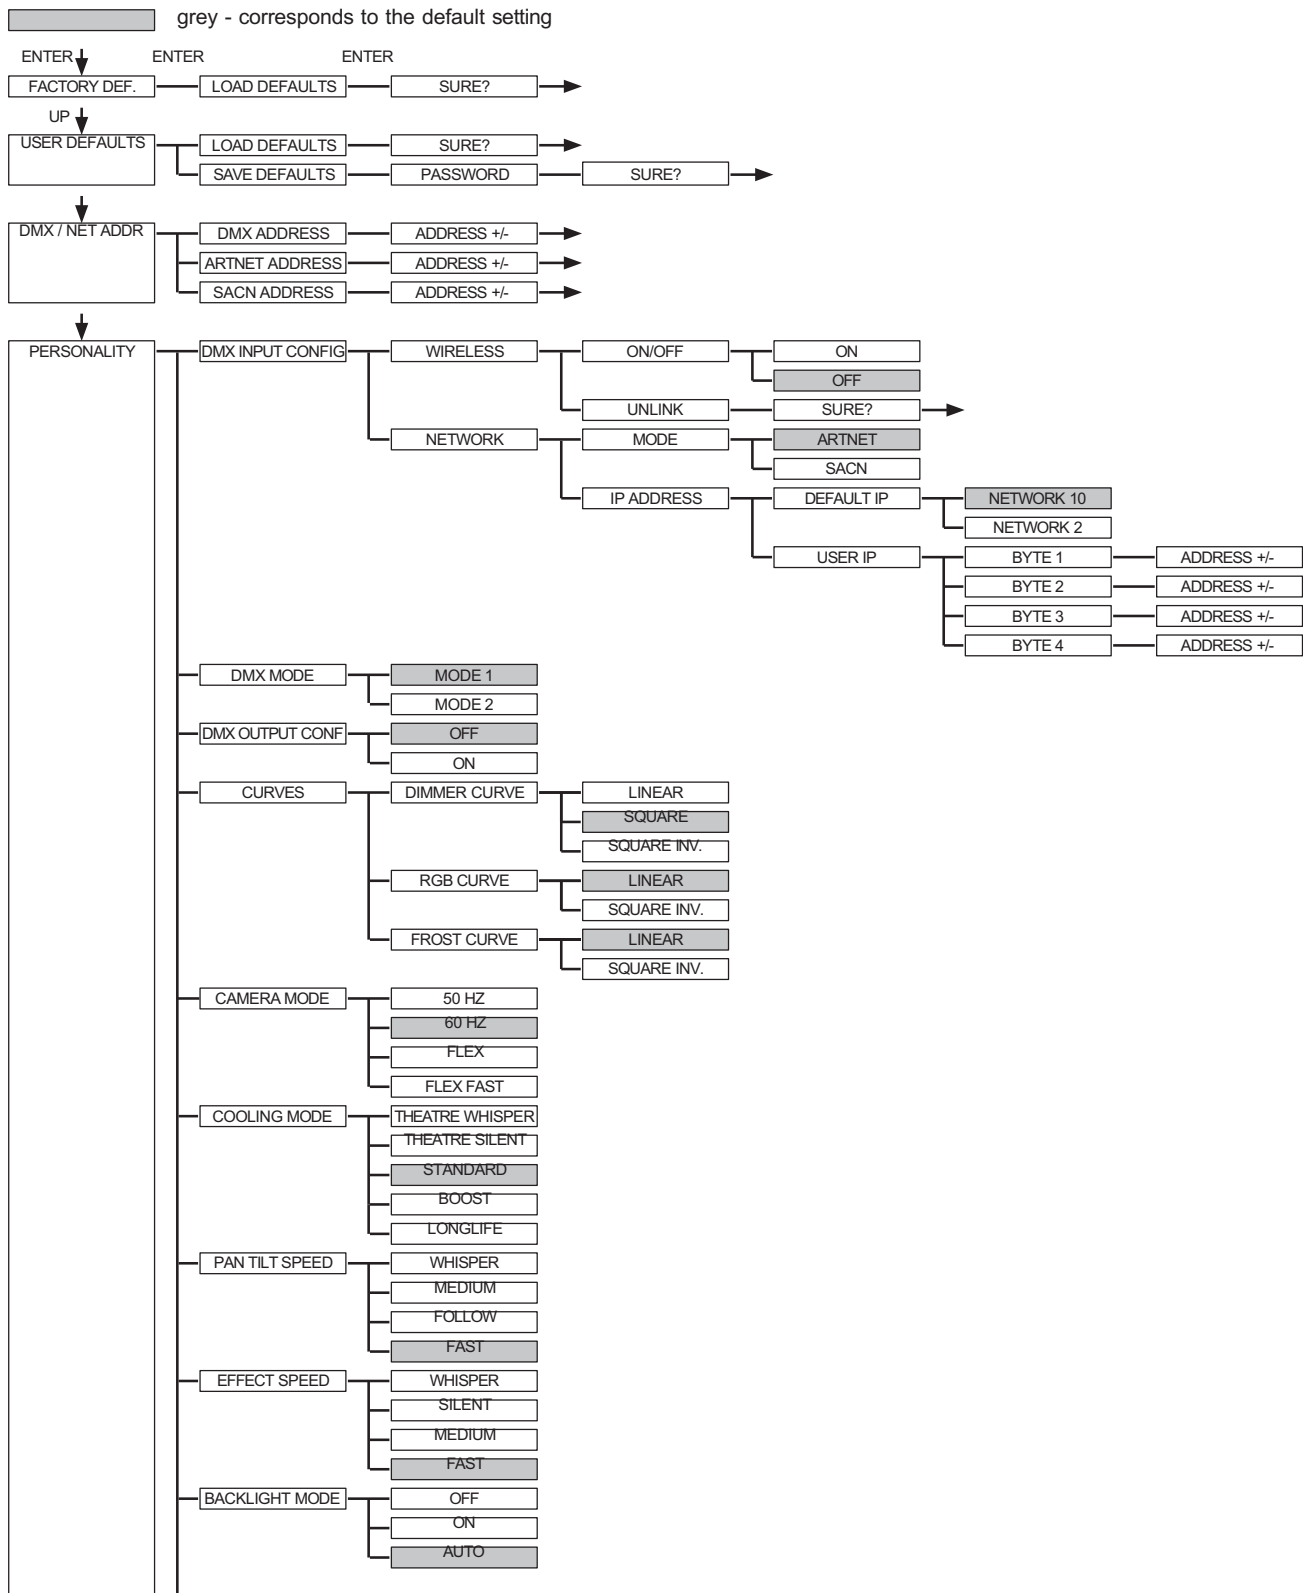 grey - corresponds to the default setting
ENTER ENTER ENTER
FACTORY DEF. LOAD DEFAULTS SURE?
UP
USER DEFAULTS LOAD DEFAULTS SURE?
SAVE DEFAULTS PASSWORD SURE?
DMX / NET ADDR DMX ADDRESS ADDRESS +/-
ARTNET ADDRESS ADDRESS +/-
SACN ADDRESS ADDRESS +/-
PERSONALITY DMX INPUT CONFIG WIRELESS ON/OFF ON
OFF
UNLINK SURE?
NETWORK MODE ARTNET
SACN
IP ADDRESS DEFAULT IP NETWORK 10
NETWORK 2
USER IP BYTE 1 ADDRESS +/-
BYTE 2 ADDRESS +/-
BYTE 3 ADDRESS +/-
BYTE 4 ADDRESS +/-
DMX MODE MODE 1
MODE 2
DMX OUTPUT CONF OFF
ON
CURVES DIMMER CURVE LINEAR
SQUARE
SQUARE INV.
RGB CURVE LINEAR
SQUARE INV.
FROST CURVE LINEAR
SQUARE INV.
CAMERA MODE 50 HZ
60 HZ
FLEX
FLEX FAST
COOLING MODE THEATRE WHISPER
THEATRE SILENT
STANDARD
BOOST
LONGLIFE
PAN TILT SPEED WHISPER
MEDIUM
FOLLOW
FAST
EFFECT SPEED WHISPER
SILENT
MEDIUM
FAST
BACKLIGHT MODE OFF
ON
AUTO